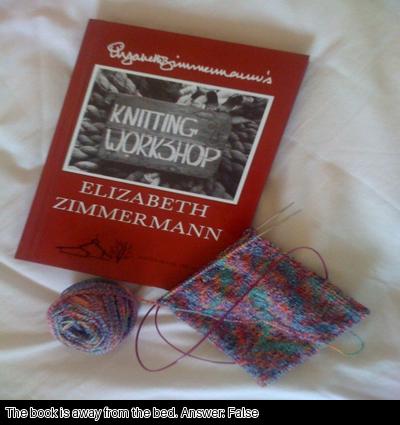 Elizabeth Zimmermann's
KNITTING
WORKSHOP
ELIZABETH
ZIMMERMANN
The book is away from the bed. Answer: False